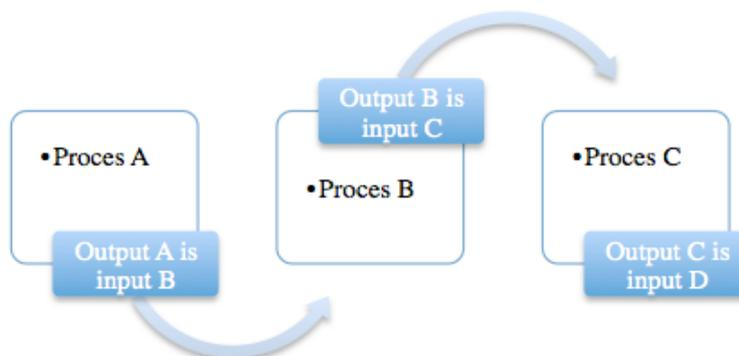 •Proces A
Output A is
input B
Output B is
input C
•Proces B
•Proces C
Output C is
input D